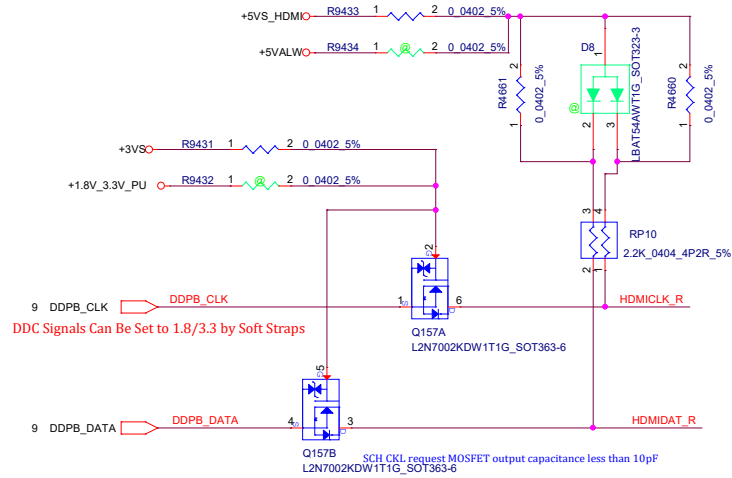 +5VS_HDMI R9433 1 2 0_0402_5%
+5VALW R9434 1 @ 2 0_0402_5%
D8
1
LBAT54AWT1G_SOT323-3
@
2 3
2
R4661
0_0402_5%
1
2
R4660
0_0402_5%
1
+3VS R9431 1 2 0_0402_5%
+1.8V_3.3V_PU R9432 1 @ 2 0_0402_5%
3 4
RP10
2.2K_0404_4P2R_5%
2 1
2
G
9 DDPB_CLK DDPB_CLK 1 S D 6 HDMICLK_R
DDC Signals Can Be Set to 1.8/3.3 by Soft Straps
Q157A
L2N7002KDW1T1G_SOT363-6
5
G
9 DDPB_DATA DDPB_DATA 4 S D 3 HDMIDAT_R
Q157B
L2N7002KDW1T1G_SOT363-6
SCH CKL request MOSFET output capacitance less than 10pF